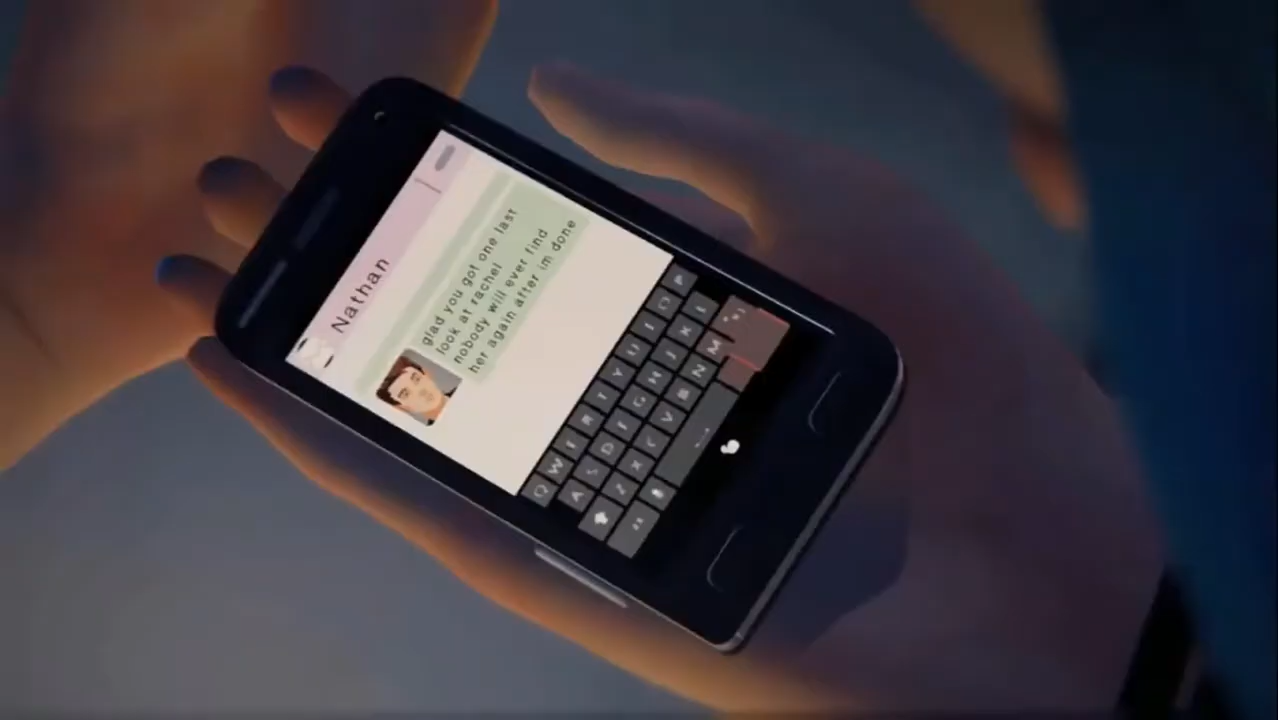 Nathan
glad you got one last
look at rachel
nobody will ever find
her again after im done